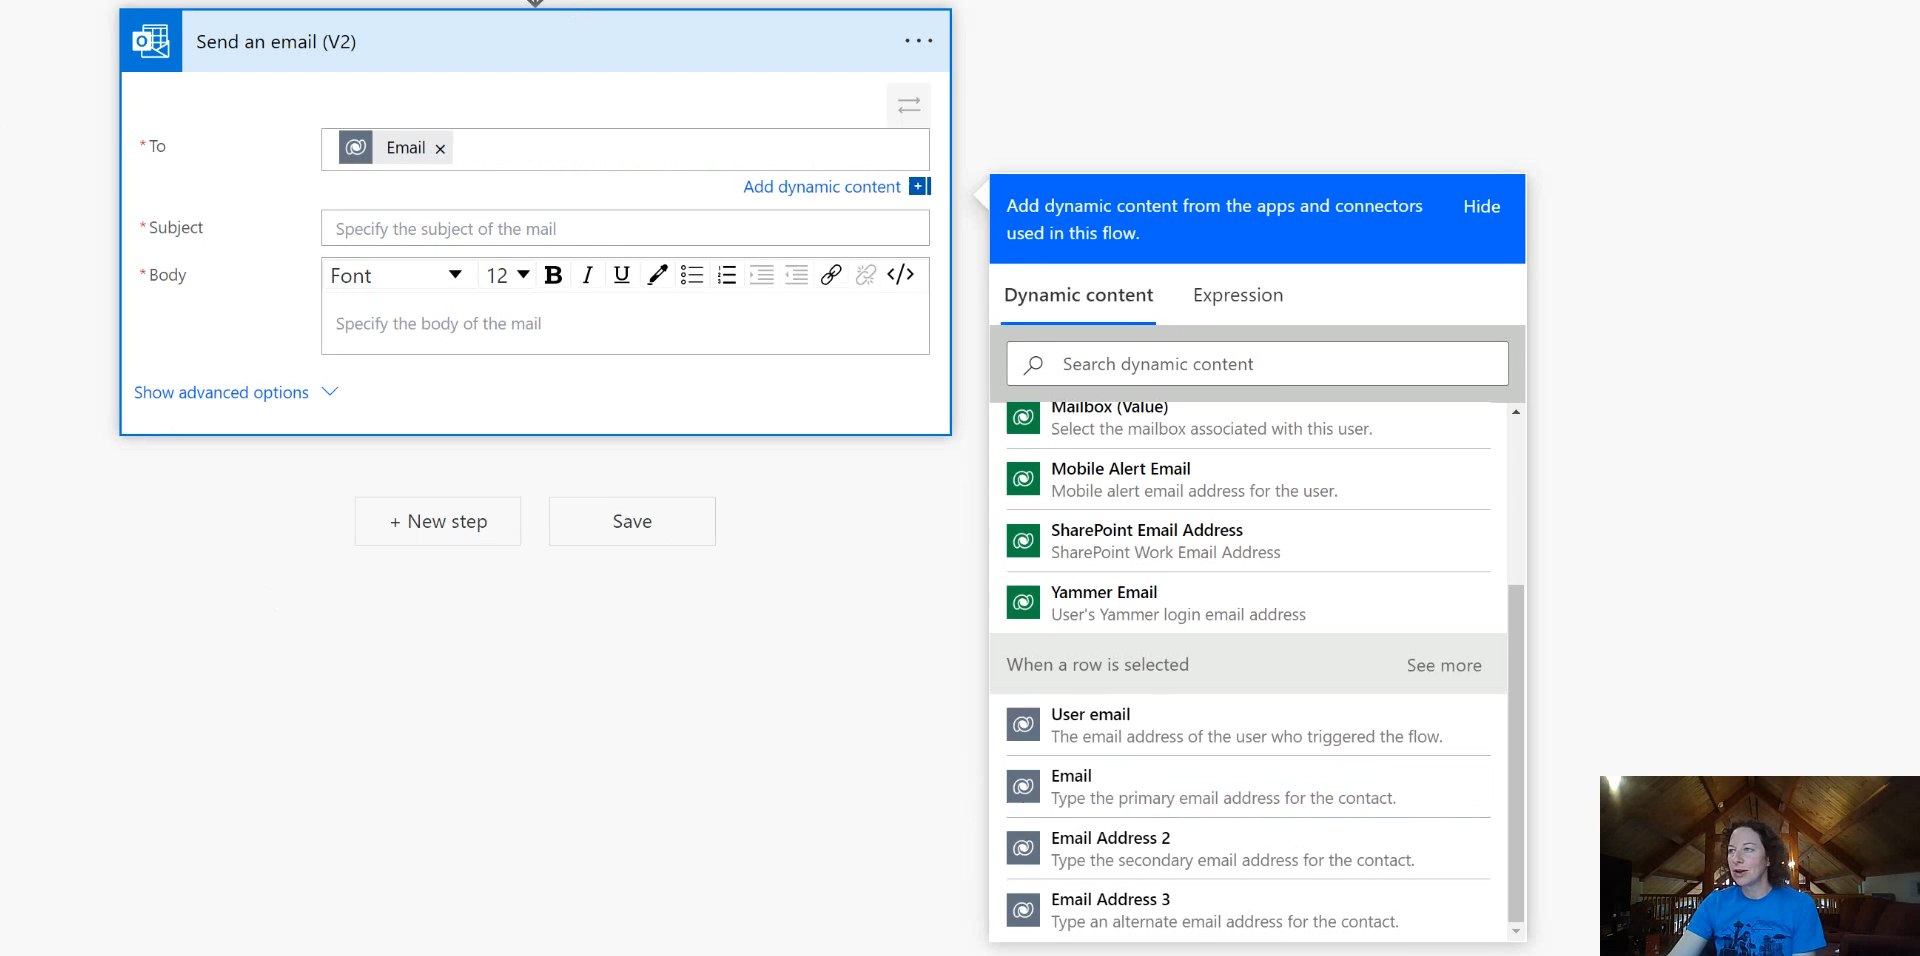 Send an email (V2)
* To
Email ×
Add dynamic content +
* Subject
Specify the subject of the mail
* Body
Font 12 B I U </>
Specify the body of the mail
Show advanced options
+ New step
Save
Add dynamic content from the apps and connectors
used in this flow.
Hide
Dynamic content
Expression
Search dynamic content
Mailbox (Value)
Select the mailbox associated with this user.
Mobile Alert Email
Mobile alert email address for the user.
SharePoint Email Address
SharePoint Work Email Address
Yammer Email
User's Yammer login email address
When a row is selected
See more
User email
The email address of the user who triggered the flow.
Email
Type the primary email address for the contact.
Email Address 2
Type the secondary email address for the contact.
Email Address 3
Type an alternate email address for the contact.